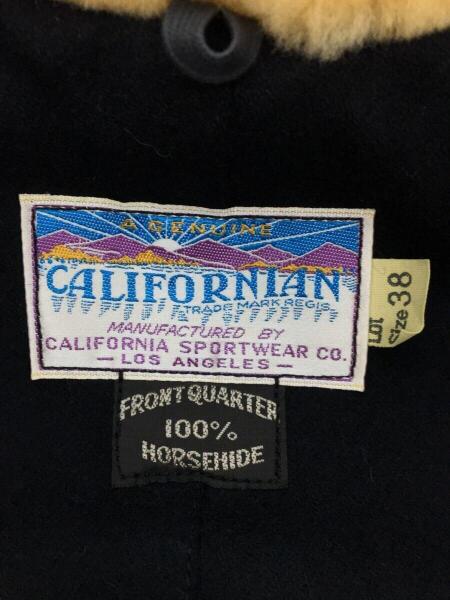 A GENUINE
CALIFORNIAN
TRADE MARK REGIS.
MANUFACTURED BY
CALIFORNIA SPORTWEAR CO.
— LOS ANGELES —
FRONT QUARTER
100%
HORSEHIDE
LOT
Size 38